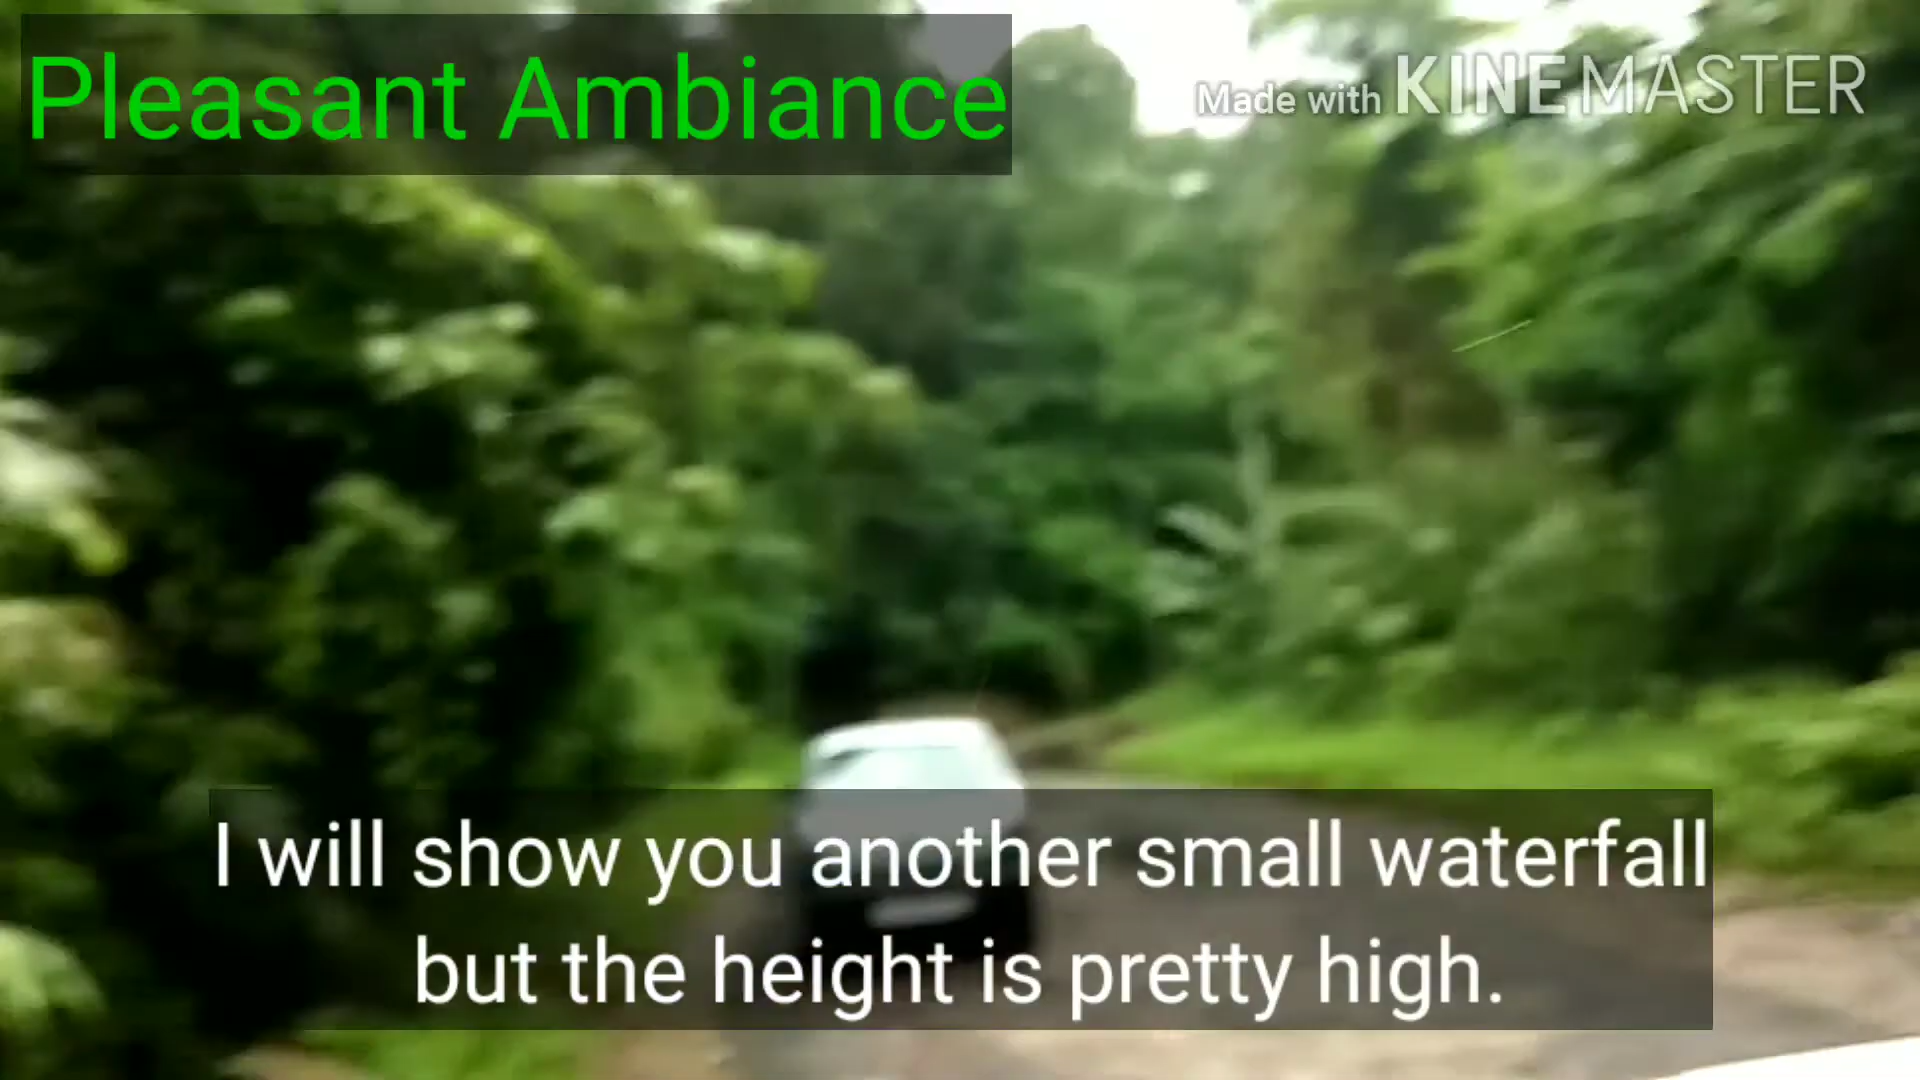 Pleasant Ambiance
Made with KINEMASTER
I will show you another small waterfall
but the height is pretty high.